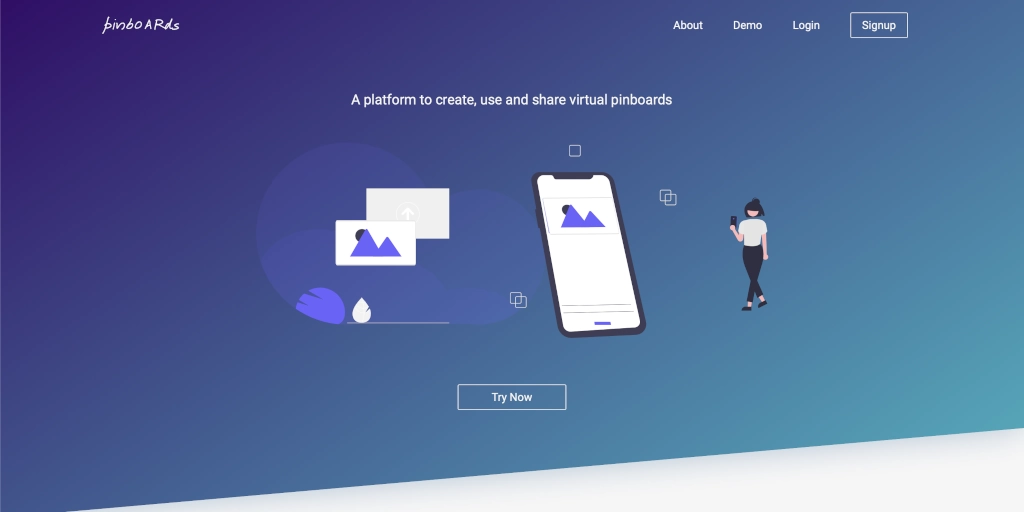 pinboARds
About
Demo
Login
Signup
A platform to create, use and share virtual pinboards
Try Now